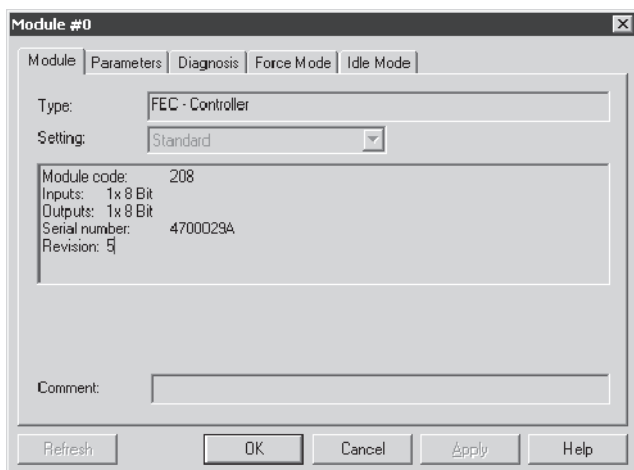 Module #0
Module Parameters Diagnosis Force Mode Idle Mode
Type: FEC - Controller
Setting: Standard
Module code: 208
Inputs: 1x 8 Bit
Outputs: 1x 8 Bit
Serial number: 4700029A
Revision: 5
Comment:
Refresh OK Cancel Apply Help